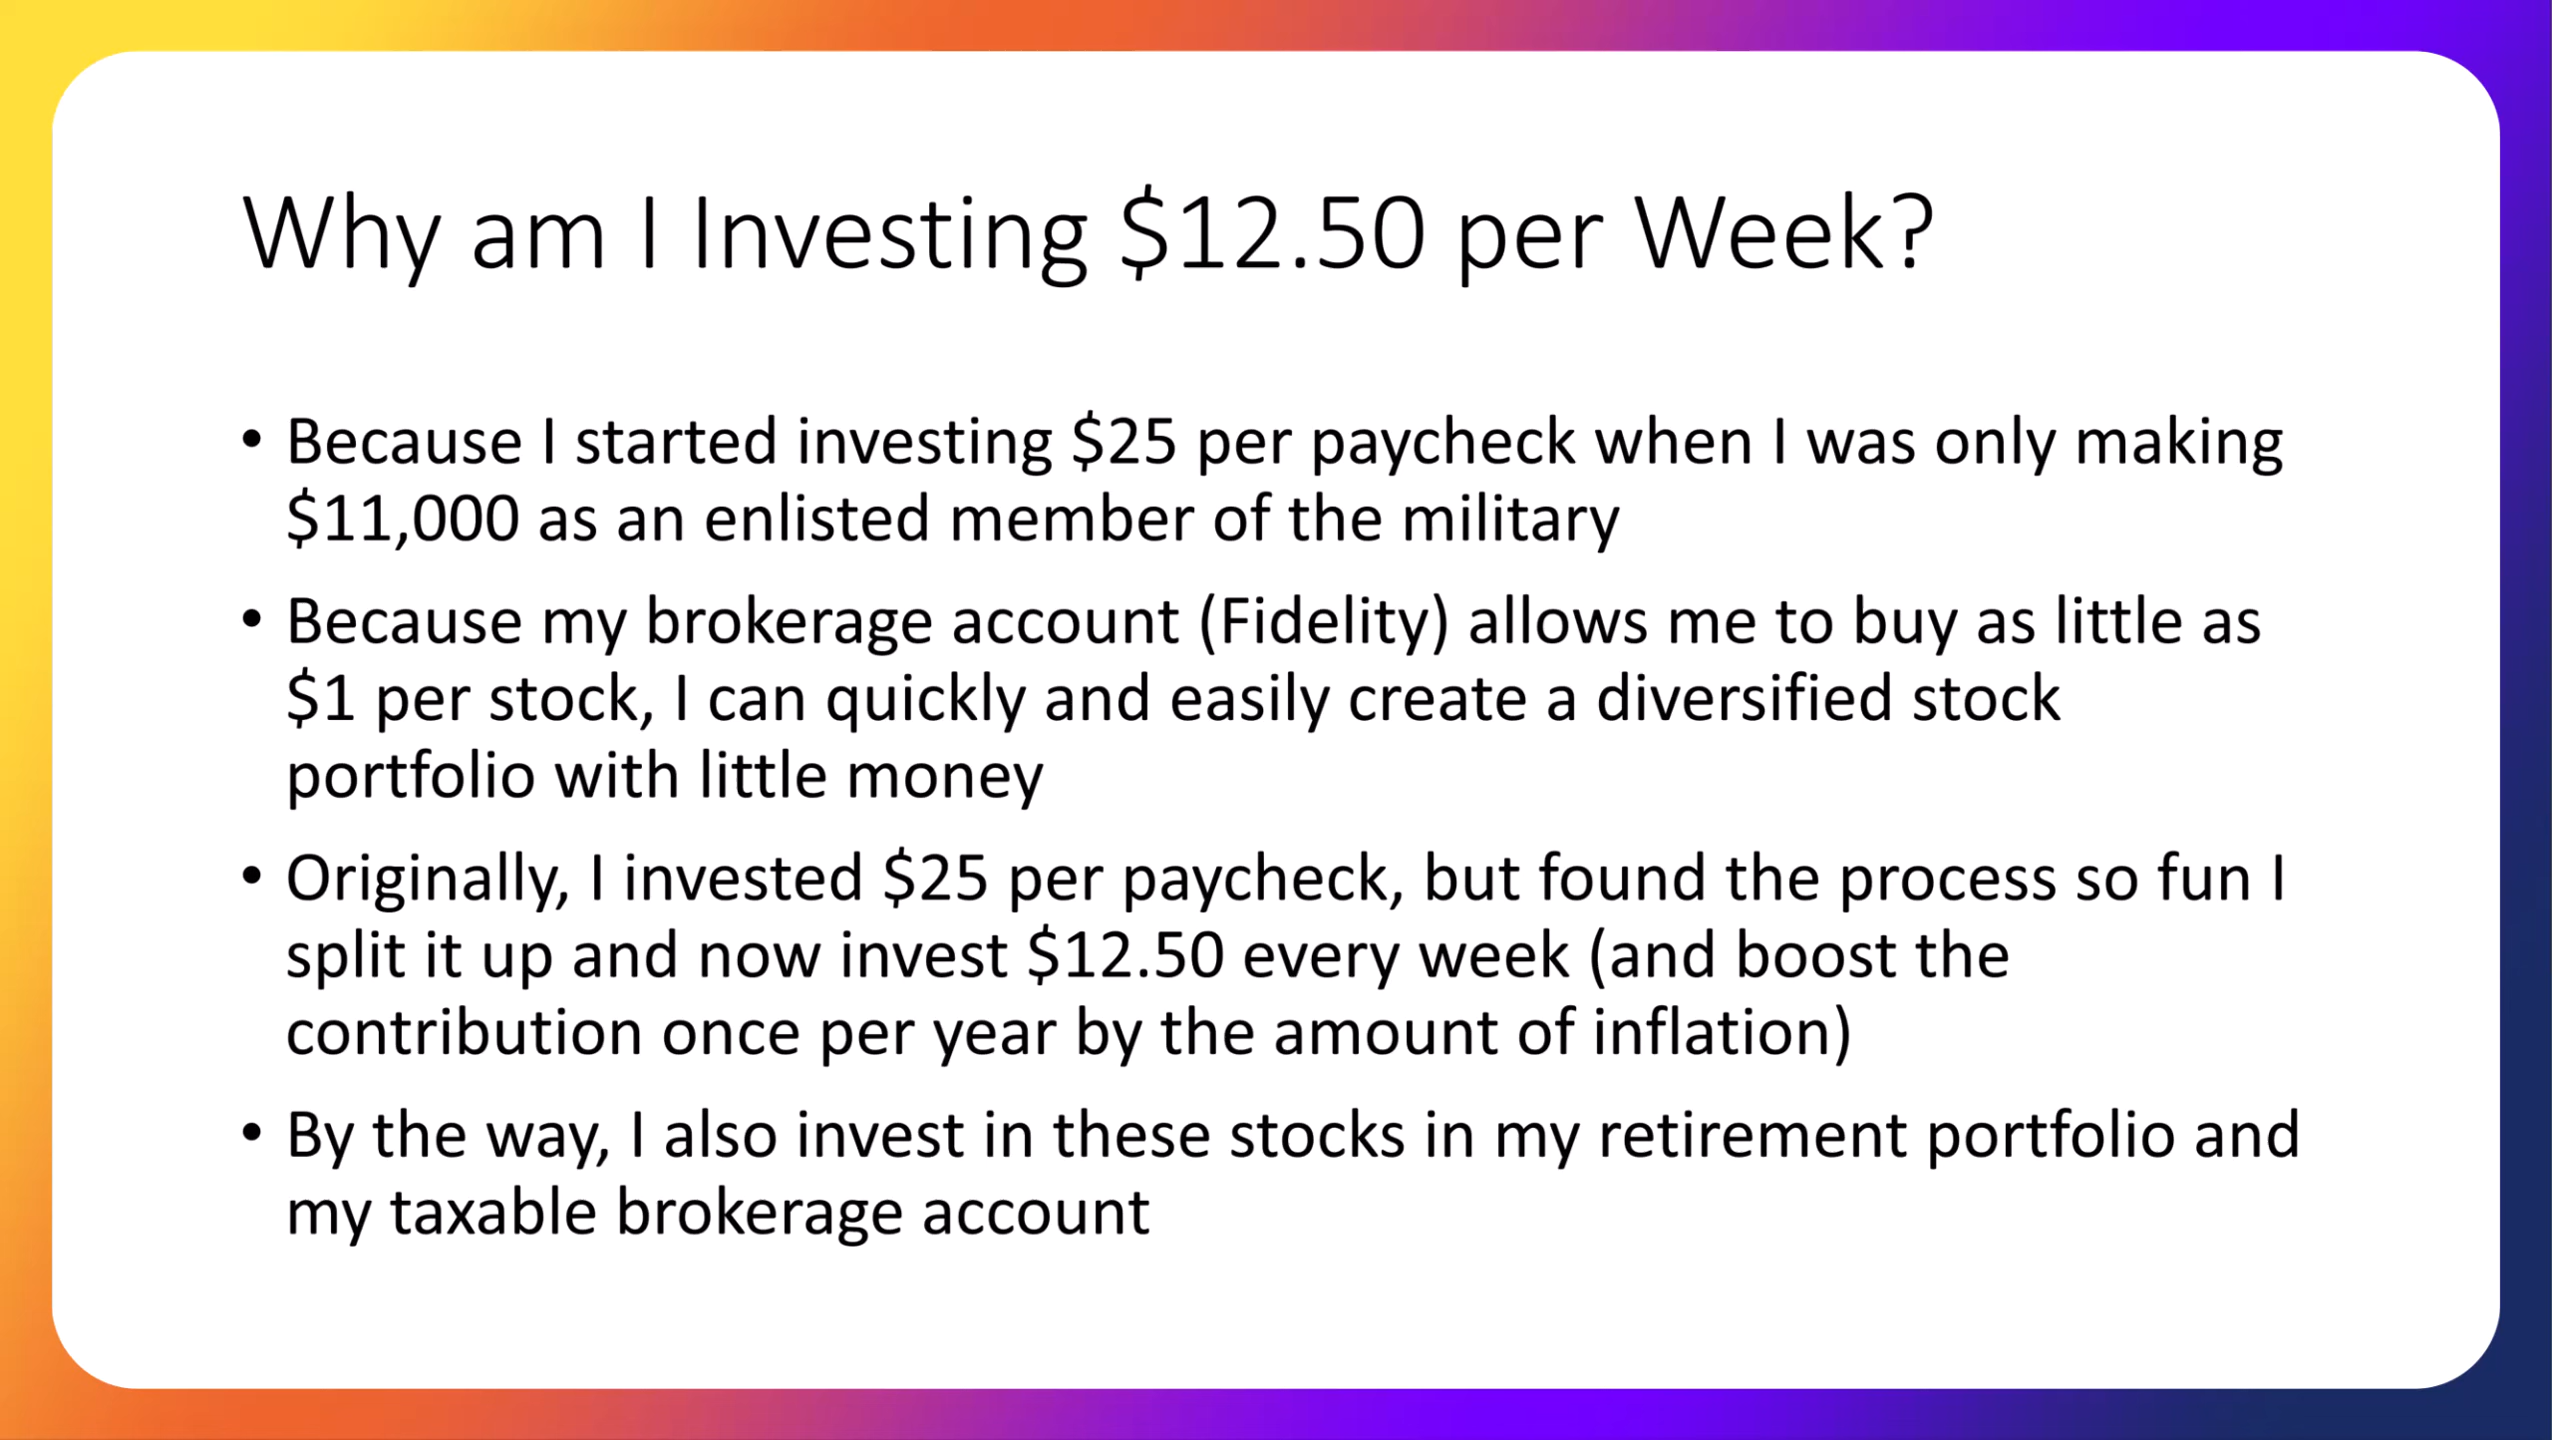 Why am I Investing $12.50 per Week?
• Because I started investing $25 per paycheck when I was only making
$11,000 as an enlisted member of the military
• Because my brokerage account (Fidelity) allows me to buy as little as
$1 per stock, I can quickly and easily create a diversified stock
portfolio with little money
• Originally, I invested $25 per paycheck, but found the process so fun I
split it up and now invest $12.50 every week (and boost the
contribution once per year by the amount of inflation)
• By the way, I also invest in these stocks in my retirement portfolio and
my taxable brokerage account